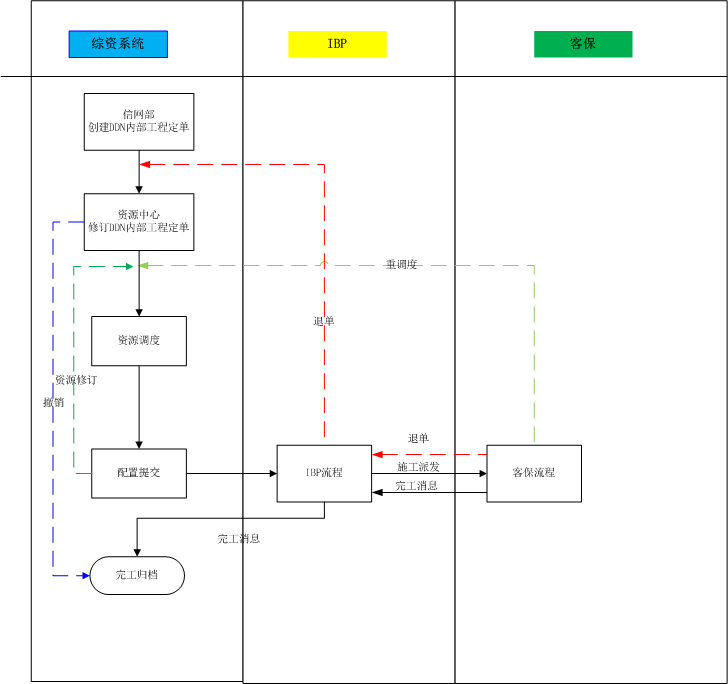 综资系统
IBP
客保
信网部
创建DDN内部工程定单
资源中心
修订DDN内部工程定单
重调度
退单
资源调度
资源修订
撤销
退单
配置提交
IBP流程
施工派发
客保流程
完工消息
完工消息
完工归档